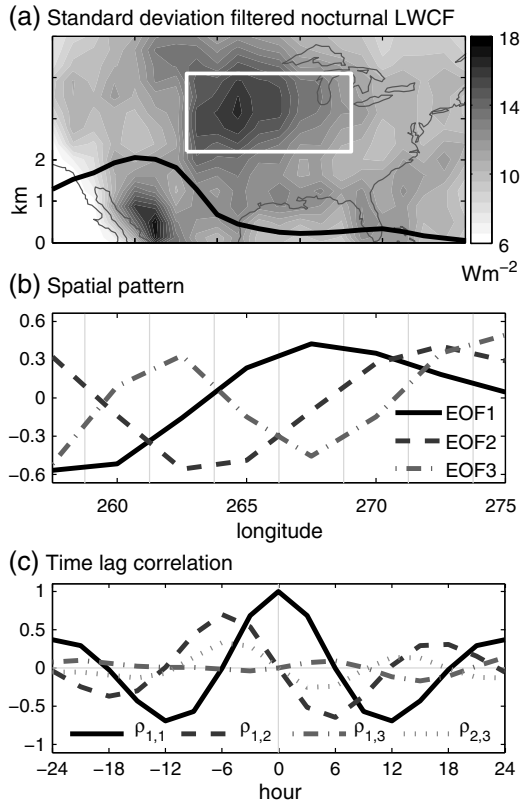 (a) Standard deviation filtered nocturnal LWCF
18
14
10
6
Wm−2
2
1
0
km
(b) Spatial pattern
0.6
0.3
0
−0.3
−0.6
EOF1
EOF2
EOF3
260 265 270 275
longitude
(c) Time lag correlation
1
0.5
0
−0.5
−1
ρ1,1 ρ1,2 ρ1,3 ρ2,3
−24 −18 −12 −6 0 6 12 18 24
hour